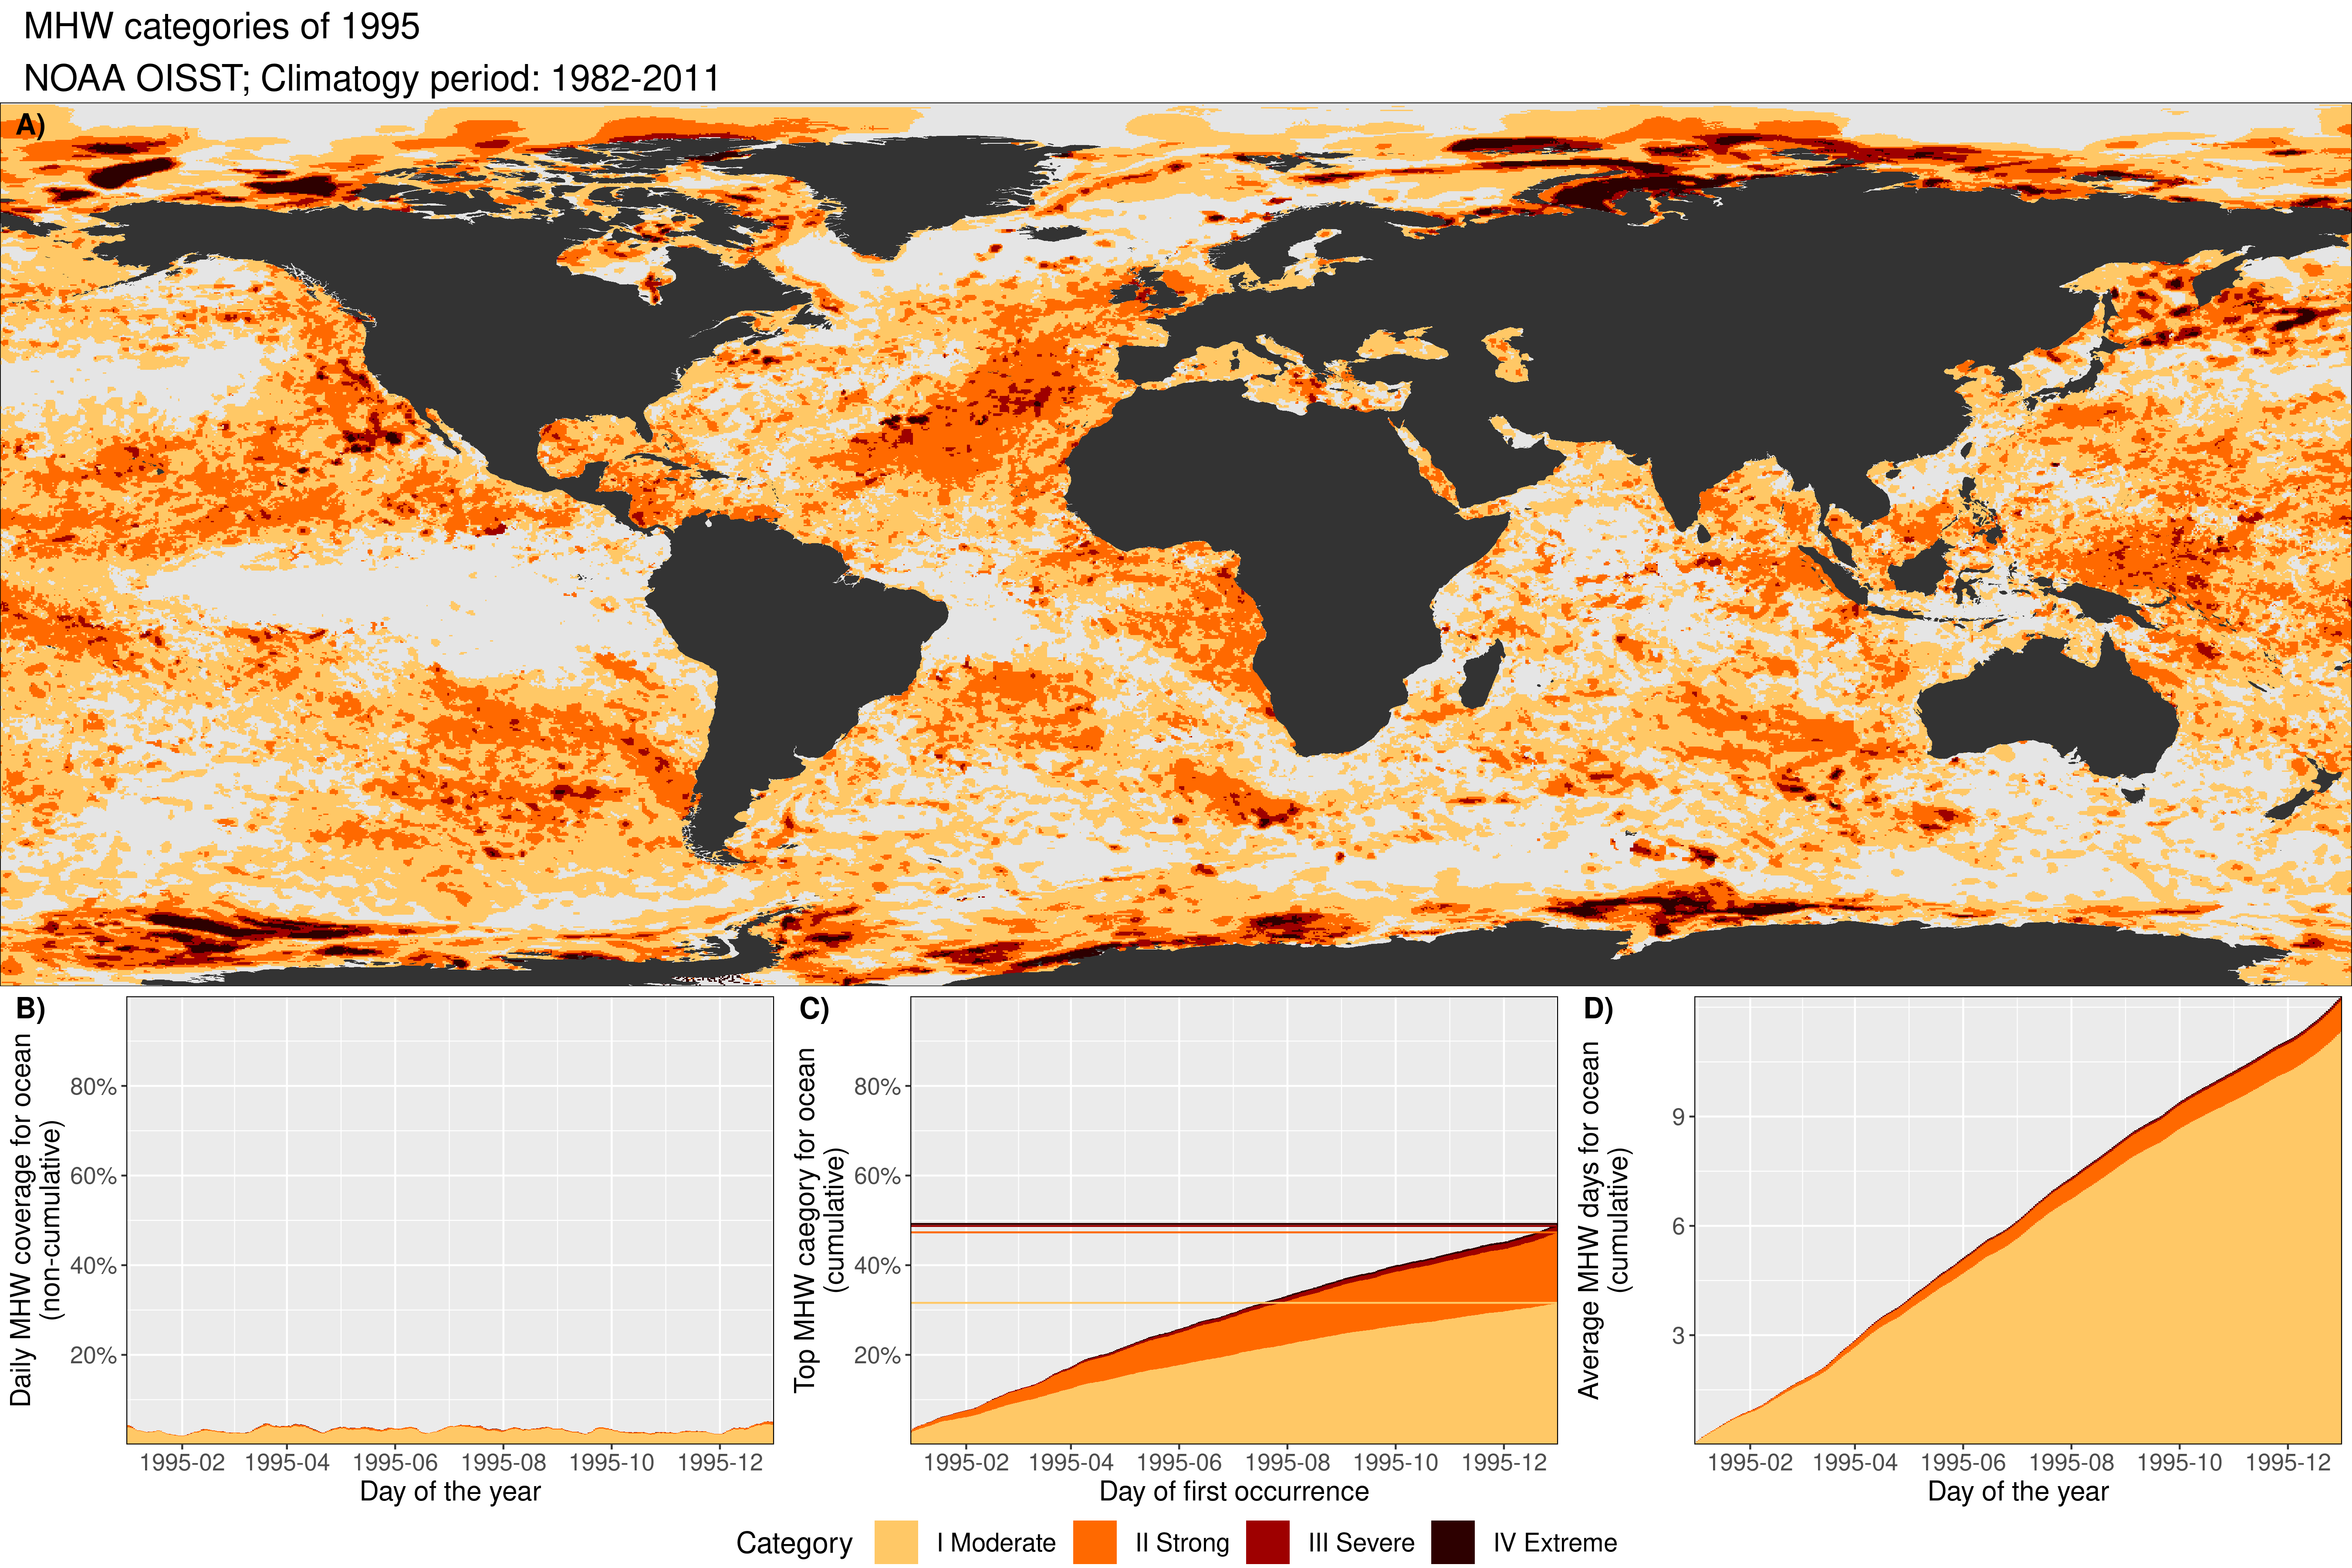 MHW categories of 1995
NOAA OISST; Climatogy period: 1982-2011
A)
B)
Daily MHW coverage for ocean
(non-cumulative)
80%
60%
40%
20%
1995-02 1995-04 1995-06 1995-08 1995-10 1995-12
Day of the year
C)
Top MHW category for ocean
(cumulative)
80%
60%
40%
20%
1995-02 1995-04 1995-06 1995-08 1995-10 1995-12
Day of first occurrence
D)
Average MHW days for ocean
(cumulative)
9
6
3
1995-02 1995-04 1995-06 1995-08 1995-10 1995-12
Day of the year
Category I Moderate II Strong III Severe IV Extreme